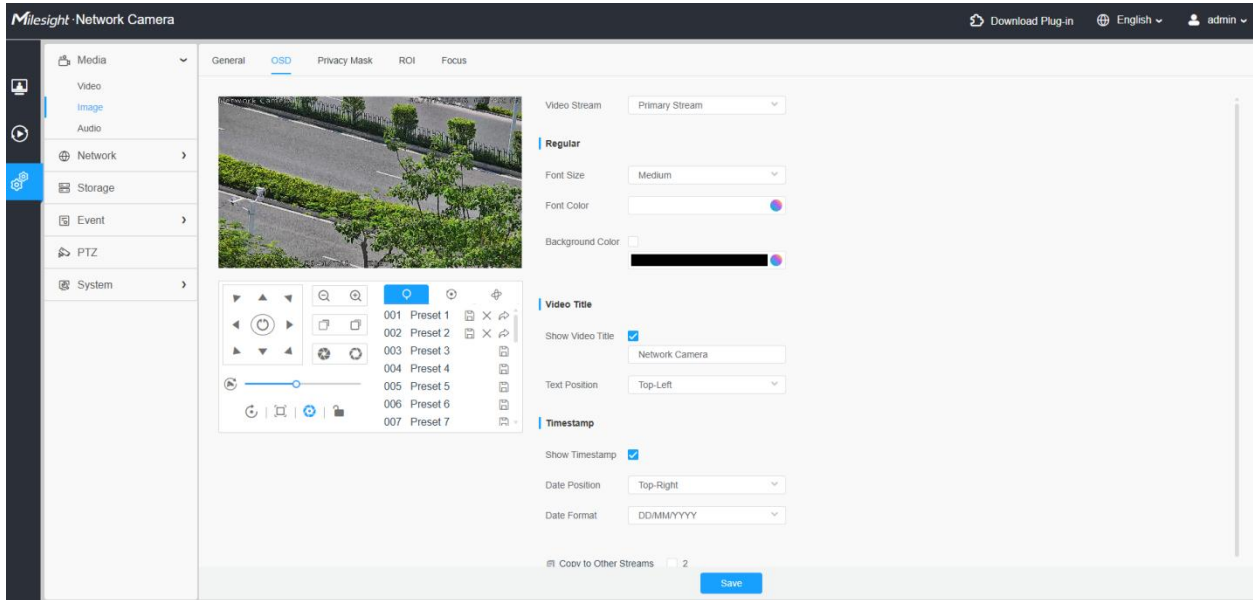 Milesight · Network Camera
Download Plug-in
English
admin
Media
Video
Image
Audio
Network
Storage
Event
PTZ
System
General OSD Privacy Mask ROI Focus
Network Camera
001 Preset 1
002 Preset 2
003 Preset 3
004 Preset 4
005 Preset 5
006 Preset 6
007 Preset 7
Video Stream Primary Stream
Regular
Font Size Medium
Font Color
Background Color
Video Title
Show Video Title
Network Camera
Text Position Top-Left
Timestamp
Show Timestamp
Date Position Top-Right
Date Format DD/MM/YYYY
Copy to Other Streams 2
Save